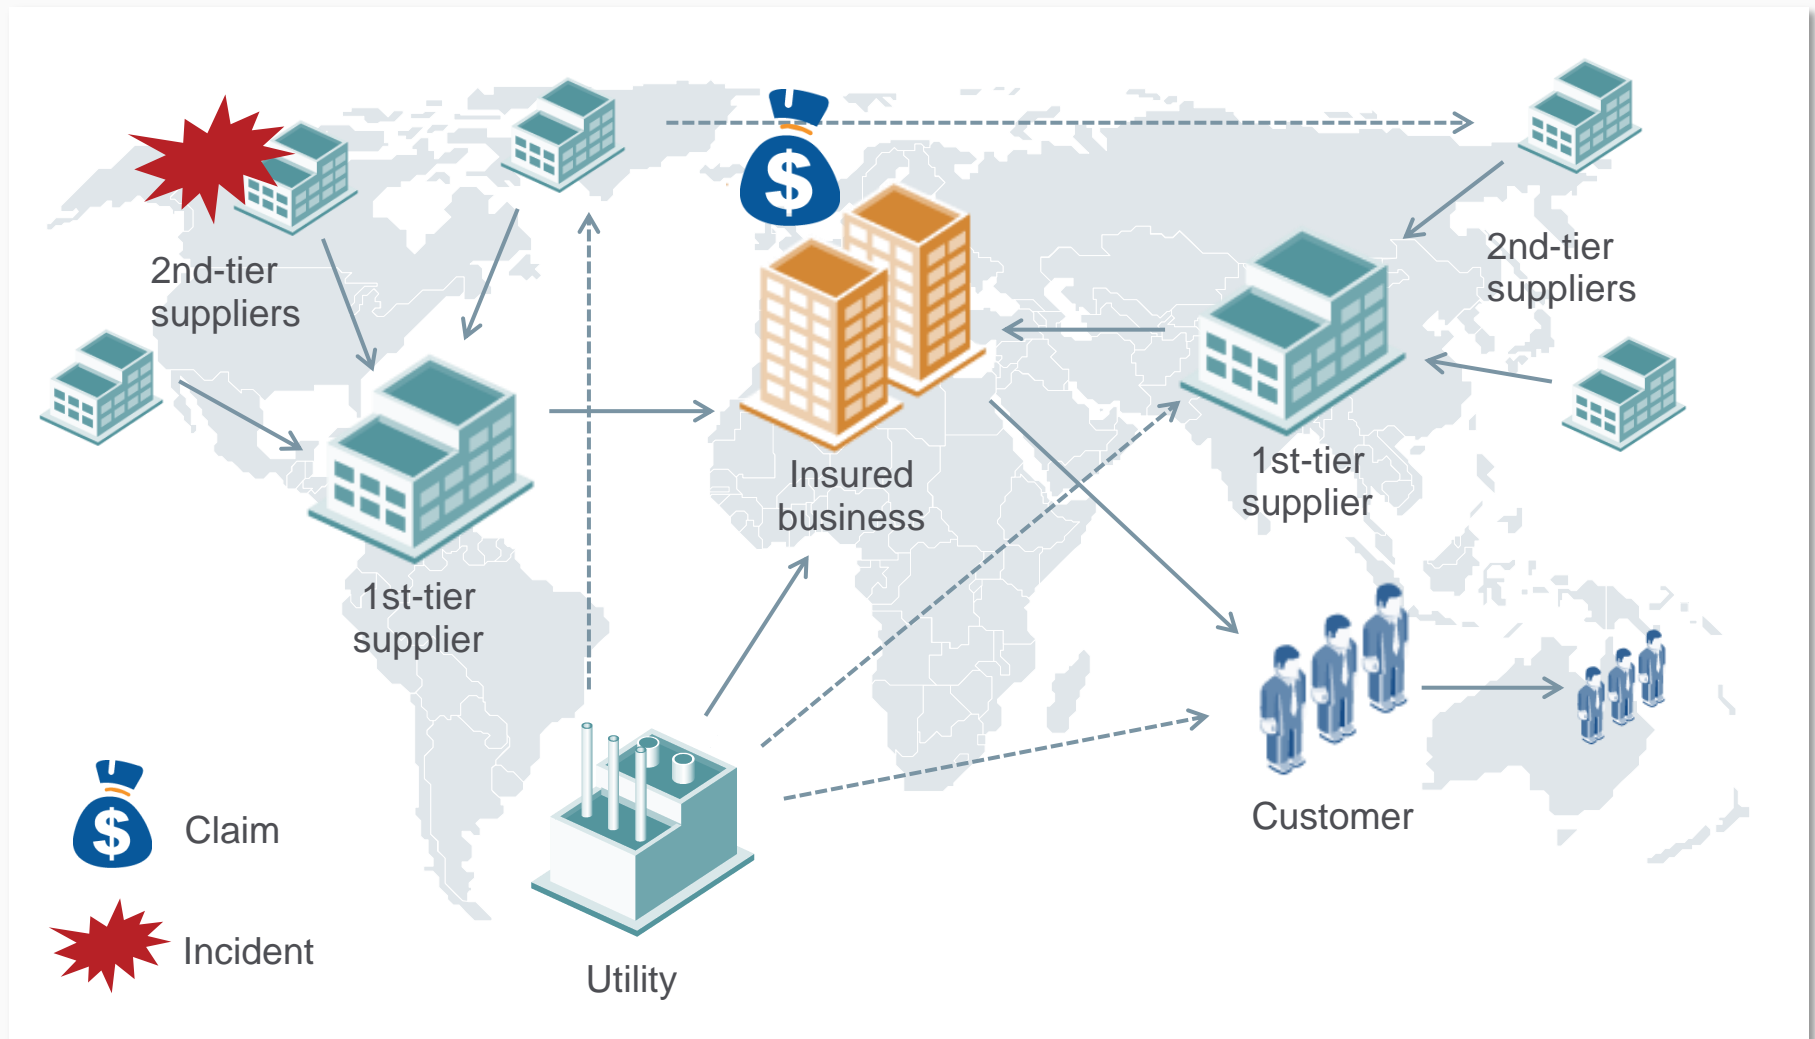 $
2nd-tier
suppliers
2nd-tier
suppliers
Insured
business
1st-tier
supplier
1st-tier
supplier
Customer
$
Claim
Incident
Utility